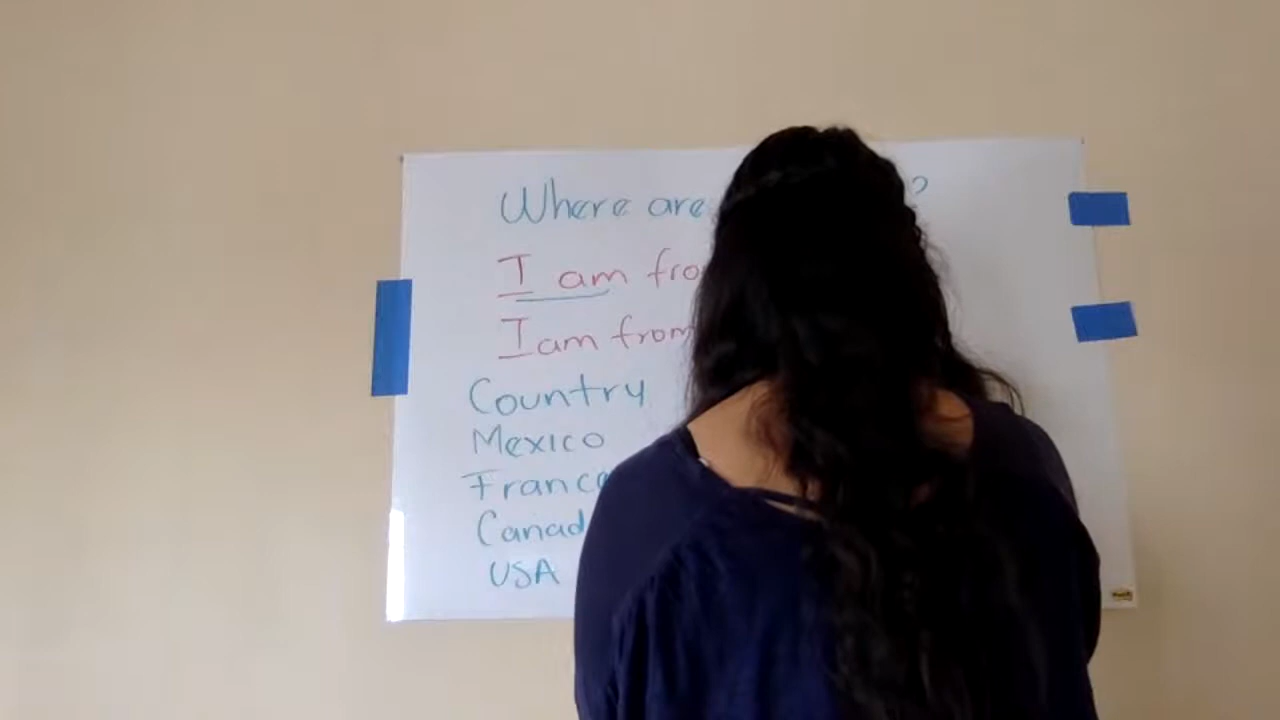 Where are ?
I am fro
I am from
Country
Mexico
France
Canad
USA